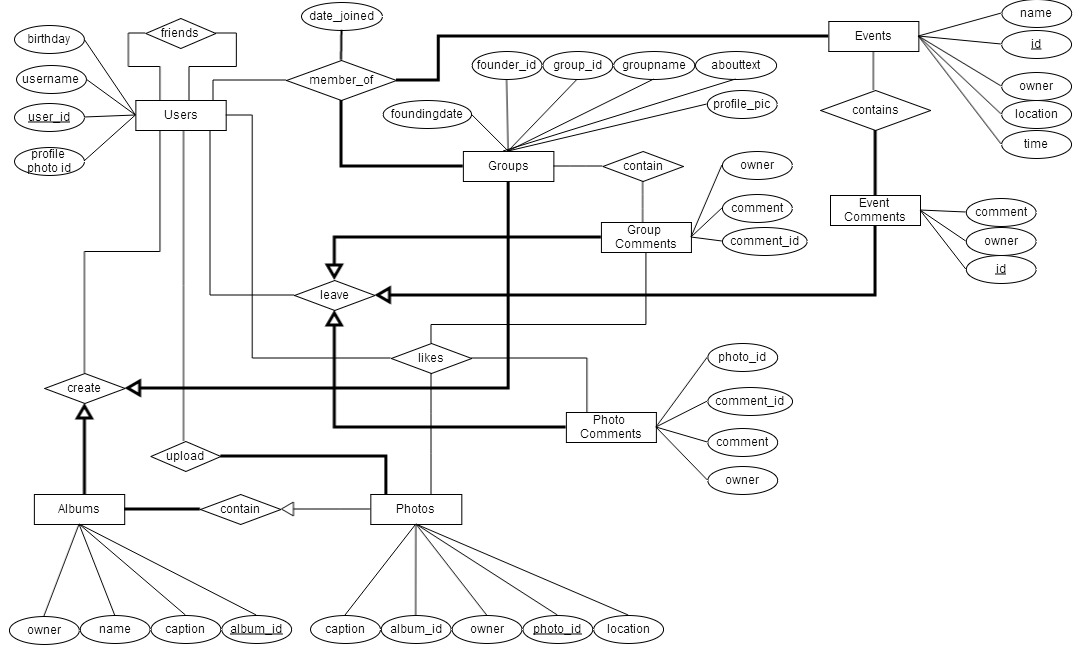 date_joined
name
friends
birthday
Events
id
founder_id
group_id
groupname
abouttext
username
member_of
owner
profile_pic
user_id
Users
foundingdate
contains
location
time
profile
photo id
Groups
contain
owner
comment
Event
Comments
comment
Group
Comments
comment_id
owner
id
leave
photo_id
likes
create
comment_id
Photo
Comments
comment
upload
owner
Albums
contain
Photos
owner
name
caption
album_id
caption
album_id
owner
photo_id
location